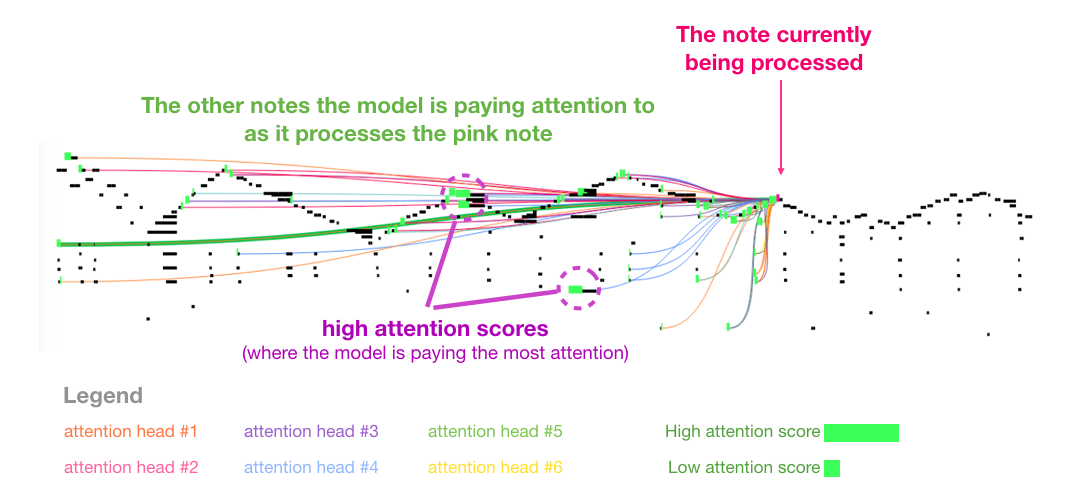 The note currently
being processed
The other notes the model is paying attention to
as it processes the pink note
high attention scores
(where the model is paying the most attention)
Legend
attention head #1
attention head #3
attention head #5
High attention score
attention head #2
attention head #4
attention head #6
Low attention score